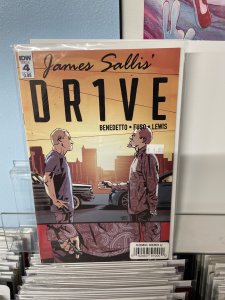 IDW
4
James Sallis'
DR1VE
BENEDETTO • FUSO • LEWIS